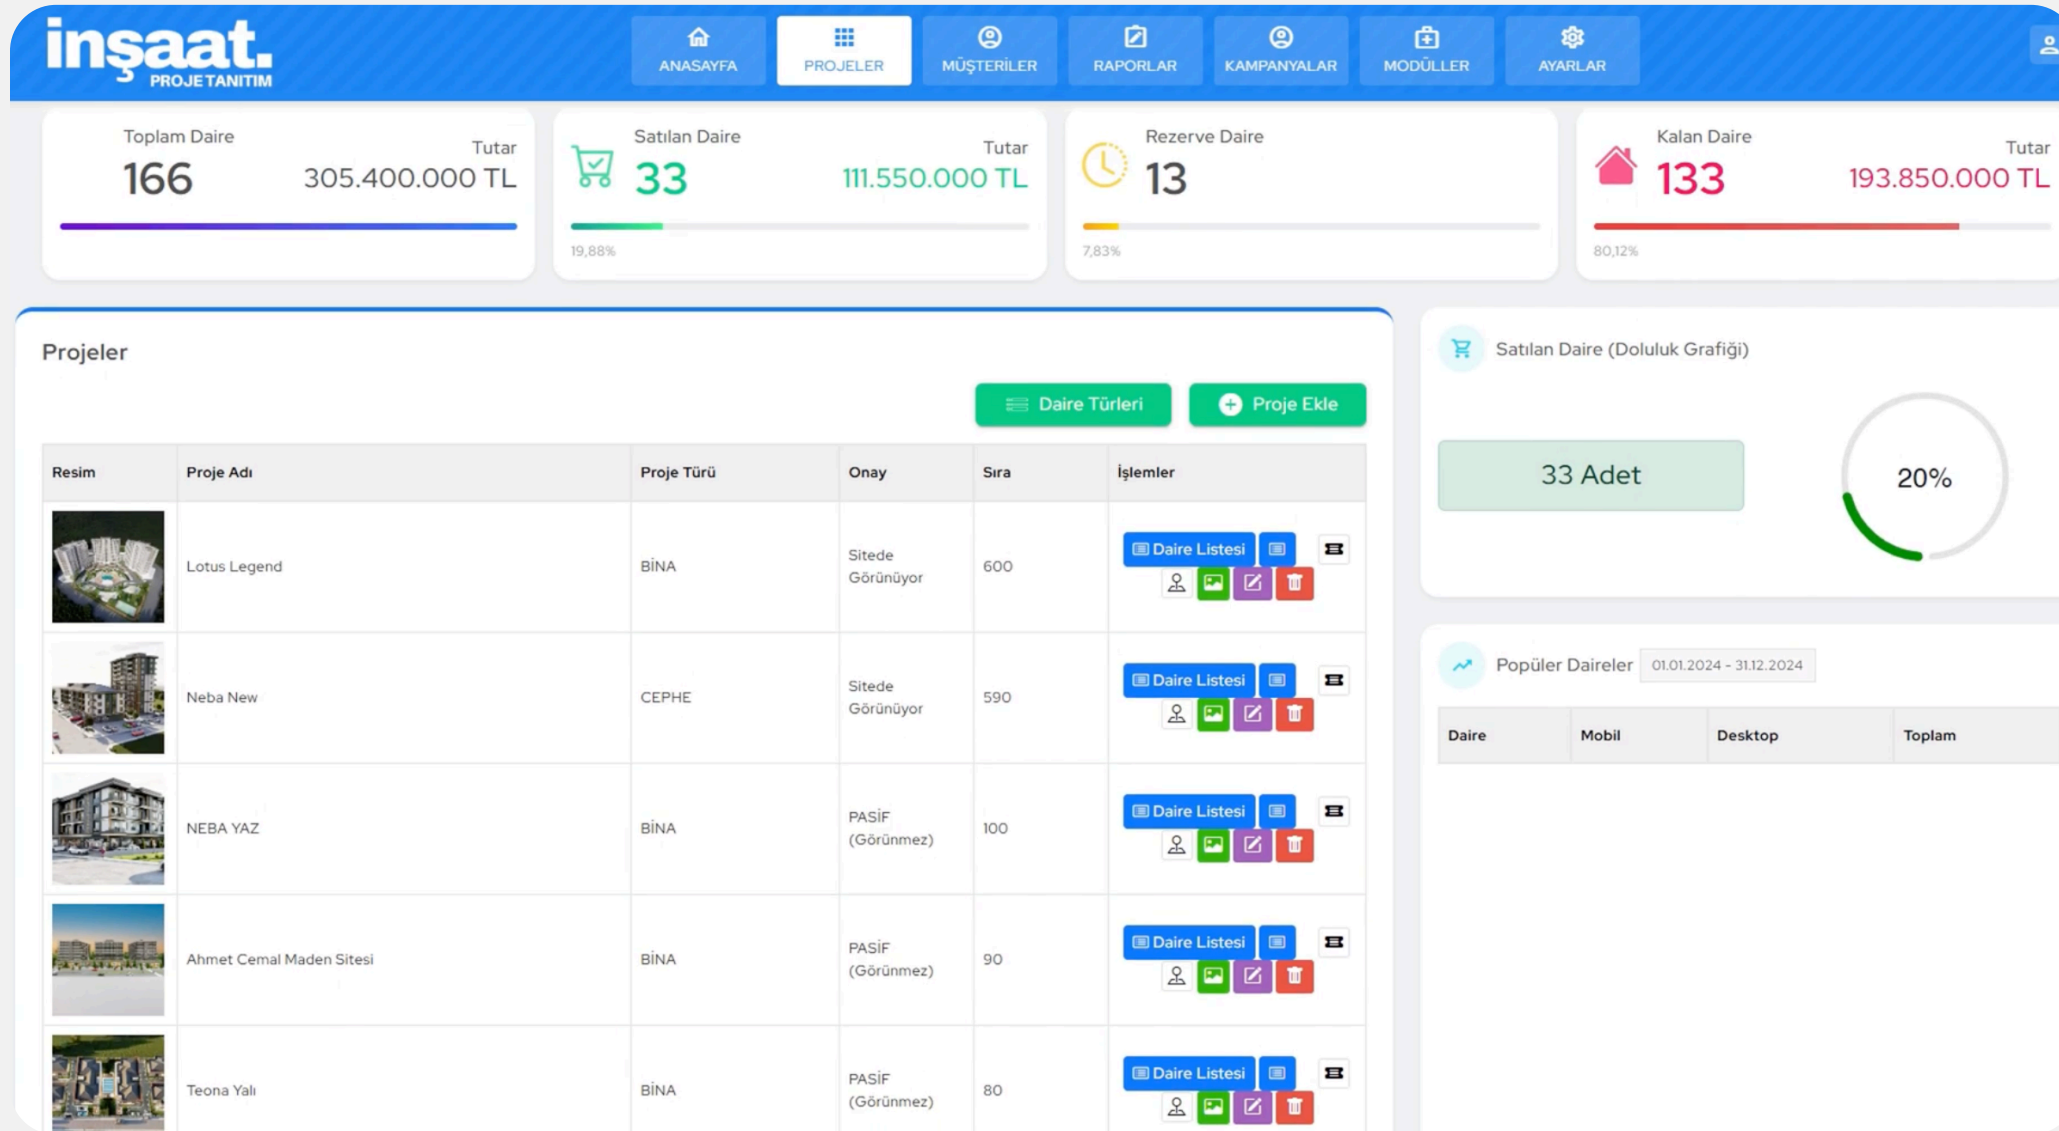 inşaat.
PROJE TANITIM
ANASAYFA
PROJELER
MÜŞTERİLER
RAPORLAR
KAMPANYALAR
MODÜLLER
AYARLAR
Toplam Daire
166
Tutar
305.400.000 TL
Satılan Daire
33
Tutar
111.550.000 TL
19,88%
Rezerve Daire
13
7,83%
Kalan Daire
133
Tutar
193.850.000 TL
80,12%
Projeler
Daire Türleri
Proje Ekle
Resim Proje Adı Proje Türü Onay Sıra İşlemler
Lotus Legend BİNA Sitede Görünüyor 600 Daire Listesi
Neba New CEPHE Sitede Görünüyor 590 Daire Listesi
NEBA YAZ BİNA PASİF (Görünmez) 100 Daire Listesi
Ahmet Cemal Maden Sitesi BİNA PASİF (Görünmez) 90 Daire Listesi
Teona Yalı BİNA PASİF (Görünmez) 80 Daire Listesi
Satılan Daire (Doluluk Grafiği)
33 Adet
20%
Popüler Daireler 01.01.2024 - 31.12.2024
Daire Mobil Desktop Toplam